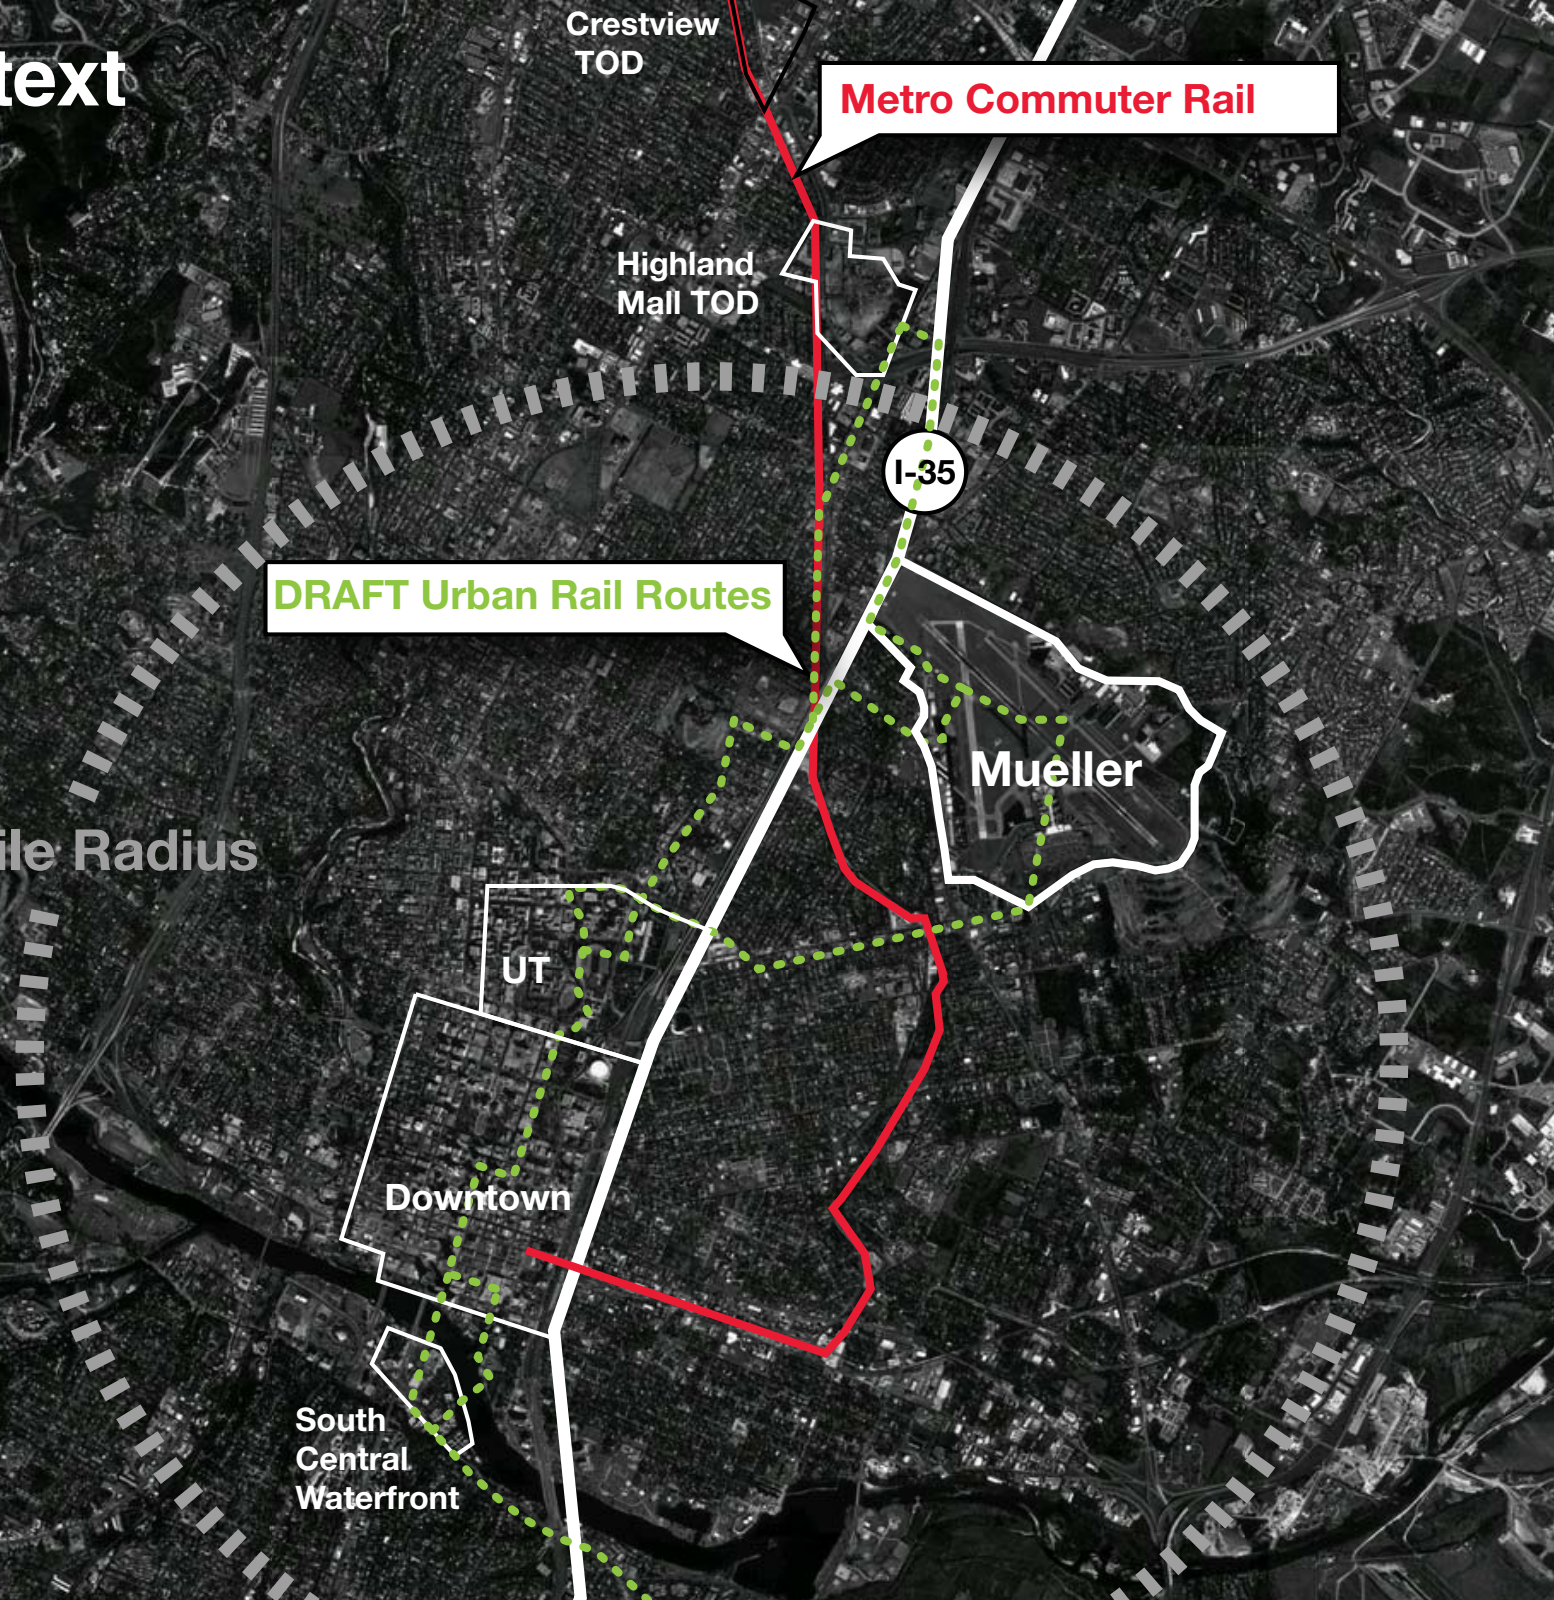 Crestview
TOD
text
Metro Commuter Rail
Highland
Mall TOD
I-35
DRAFT Urban Rail Routes
Mueller
ile Radius
UT
Downtown
South
Central
Waterfront